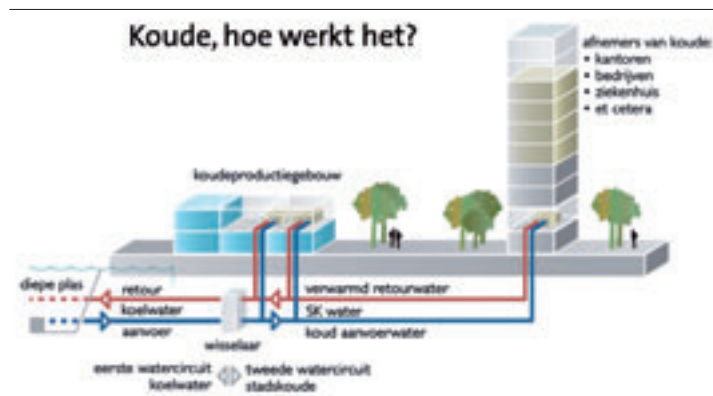 Koude, hoe werkt het?
afnemers van koude:
• kantoren
• bedrijven
• ziekenhuis
• et cetera
koudeproductiegebouw
diepe plas
retour
koelwater
aanvoer
wisselaar
verwarmd retourwater
SK water
koud aanvoerwater
eerste watercircuit
koelwater
tweede watercircuit
stadskoude